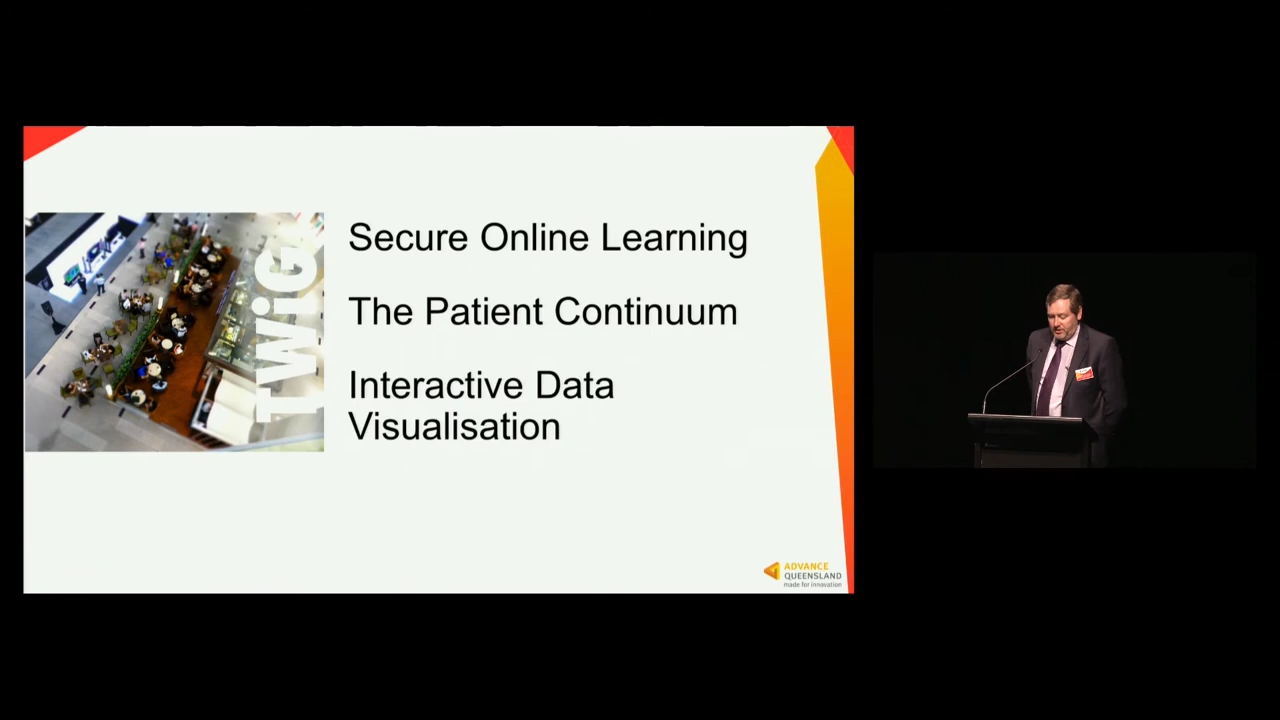 TWiG
Secure Online Learning
The Patient Continuum
Interactive Data
Visualisation
ADVANCE
QUEENSLAND
made for innovation